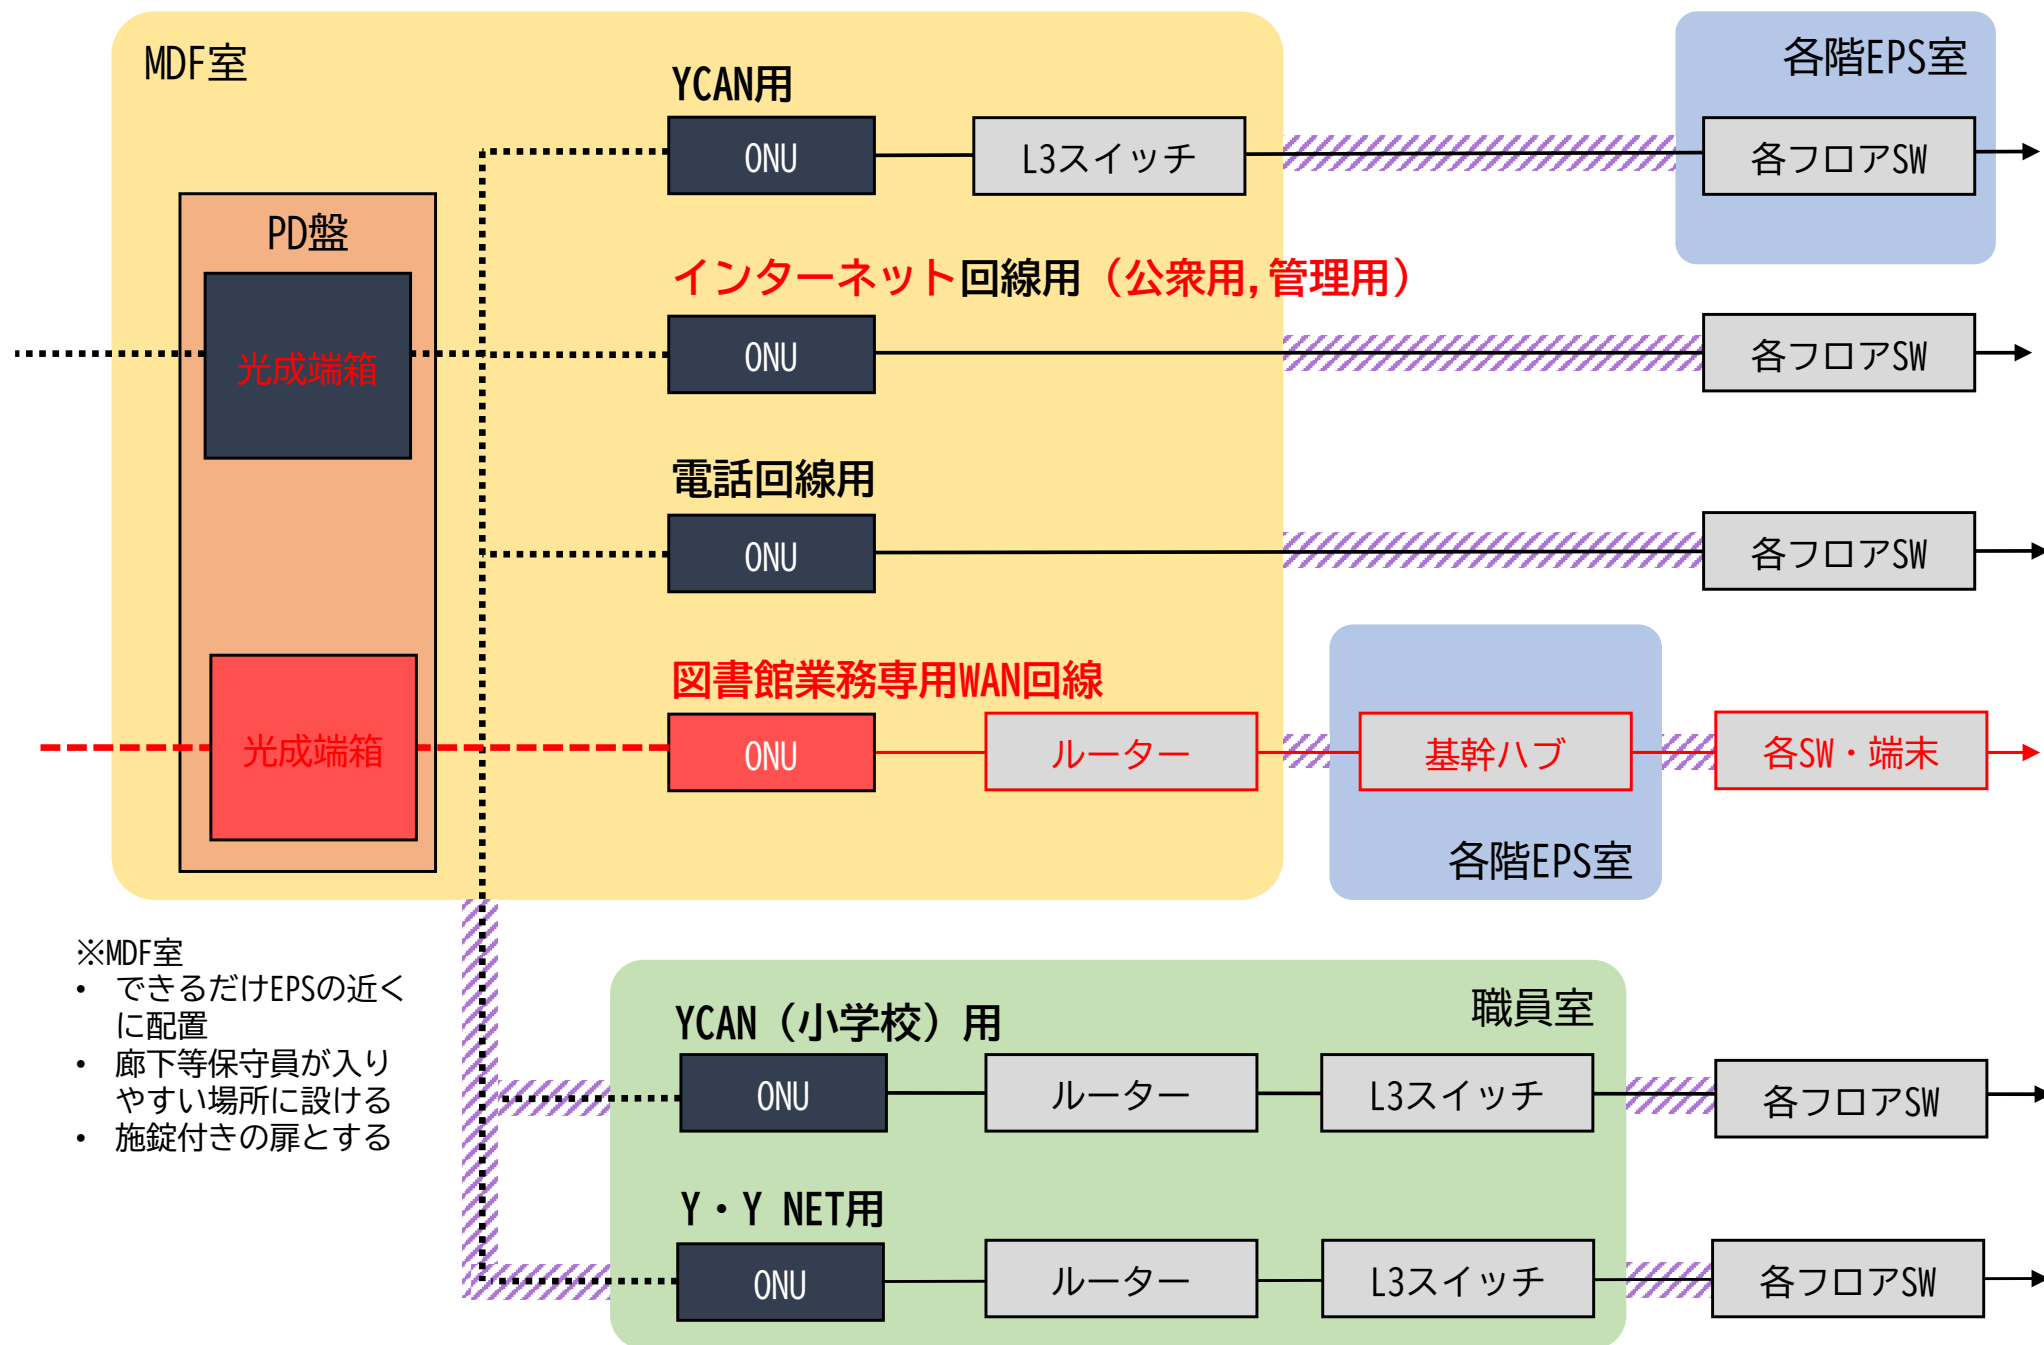 MDF室
各階EPS室
YCAN用
ONU
L3スイッチ
各フロアSW
PD盤
インターネット回線用（公衆用,管理用）
光成端箱
ONU
各フロアSW
電話回線用
ONU
各フロアSW
図書館業務専用WAN回線
光成端箱
ONU
ルーター
基幹ハブ
各SW・端末
各階EPS室
※MDF室
• できるだけEPSの近く
に配置
• 廊下等保守員が入り
やすい場所に設ける
• 施錠付きの扉とする
職員室
YCAN（小学校）用
ONU
ルーター
L3スイッチ
各フロアSW
Y・Y NET用
ONU
ルーター
L3スイッチ
各フロアSW